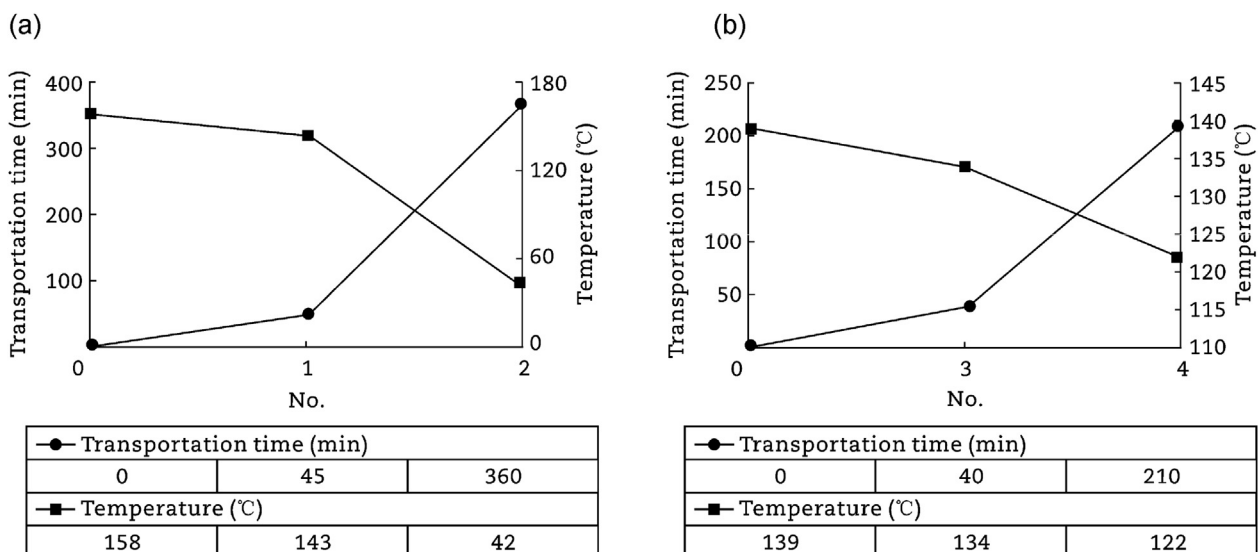 (a)
Transportation time (min)
400
300
200
100
Temperature (℃)
180
120
60
0
0 1 2
No.
Transportation time (min)
0 45 360
Temperature (℃)
158 143 42
(b)
Transportation time (min)
250
200
150
100
50
Temperature (℃)
145
140
135
130
125
120
115
110
0 3 4
No.
Transportation time (min)
0 40 210
Temperature (℃)
139 134 122